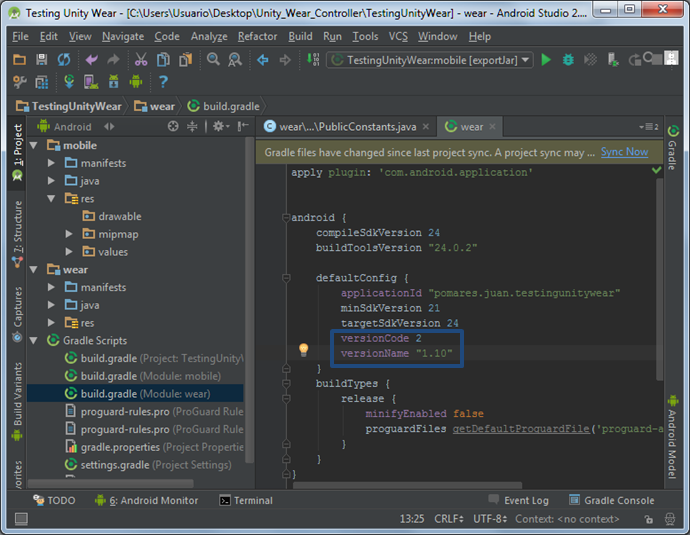 Testing Unity Wear - [C:\Users\Usuario\Desktop\Unity_Wear_Controller\TestingUnityWear] - wear - Android Studio 2....
File Edit View Navigate Code Analyze Refactor Build Run Tools VCS Window Help
TestingUnityWear:mobile [exportJar]
TestingUnityWear wear build.gradle
1: Project
7: Structure
Captures
Build Variants
vorites
Android
mobile
manifests
java
res
drawable
mipmap
values
wear
manifests
java
res
Gradle Scripts
build.gradle (Project: TestingUnity\
build.gradle (Module: mobile)
build.gradle (Module: wear)
proguard-rules.pro (ProGuard Rule
proguard-rules.pro (ProGuard Rule
gradle.properties (Project Properties
settings.gradle (Project Settings)
wear\...\PublicConstants.java
wear
2
Gradle files have changed since last project sync. A project sync may ... Sync Now
apply plugin: 'com.android.application'
android {
compileSdkVersion 24
buildToolsVersion "24.0.2"
defaultConfig {
applicationId "pomares.juan.testingunitywear"
minSdkVersion 21
targetSdkVersion 24
versionCode 2
versionName "1.10"
}
buildTypes {
release {
minifyEnabled false
proguardFiles getDefaultProguardFile('proguard-a
}
}
}
Gradle
Android Model
TODO 6: Android Monitor Terminal Event Log Gradle Console
13:25 CRLF UTF-8 Context: <no context>